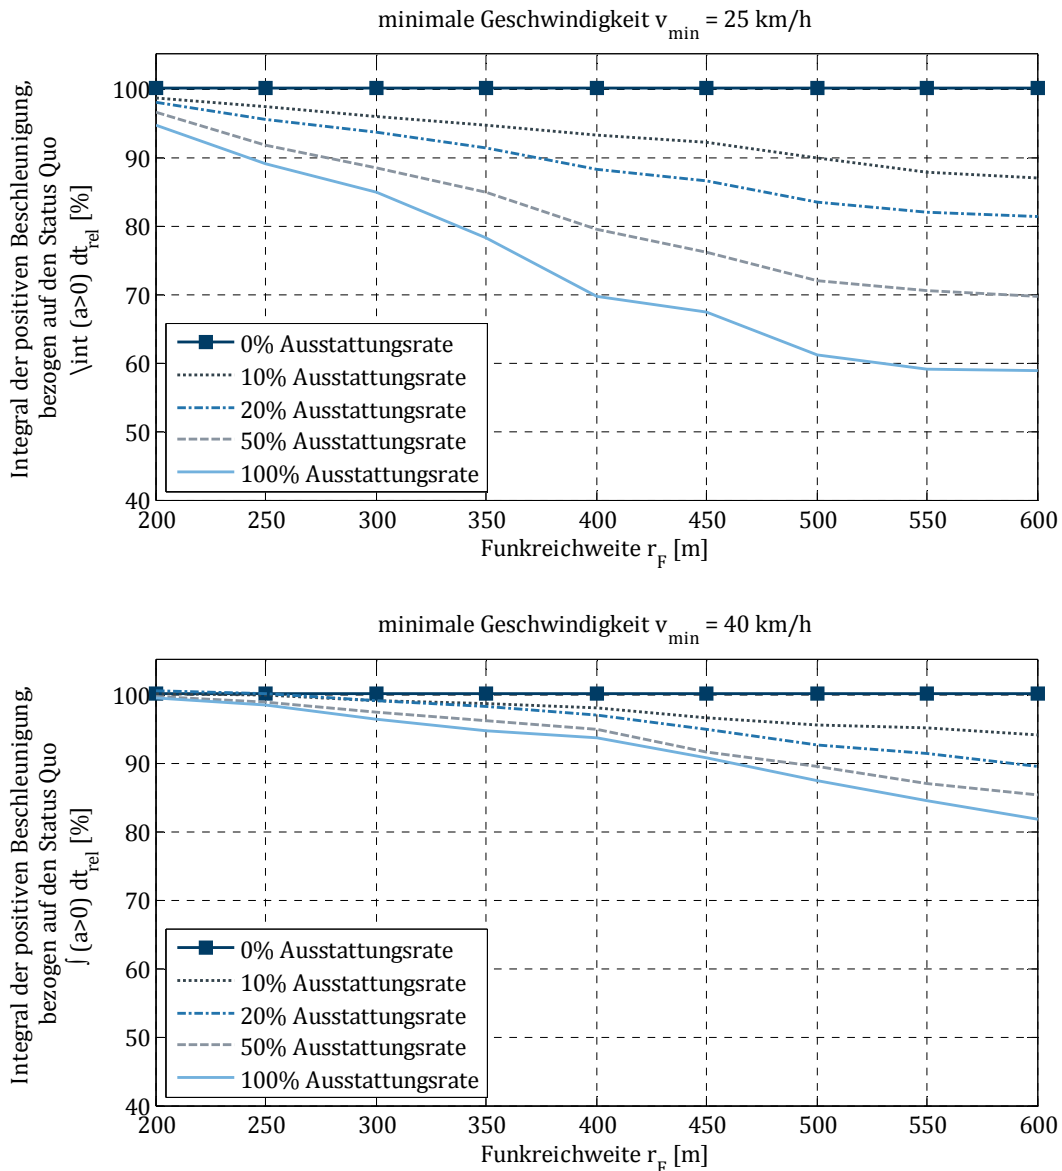 minimale Geschwindigkeit v_min = 25 km/h
Integral der positiven Beschleunigung,
bezogen auf den Status Quo
\int (a>0) dt_rel [%]
100
90
80
70
60
50
40
0% Ausstattungsrate
10% Ausstattungsrate
20% Ausstattungsrate
50% Ausstattungsrate
100% Ausstattungsrate
200 250 300 350 400 450 500 550 600
Funkreichweite r_F [m]
minimale Geschwindigkeit v_min = 40 km/h
Integral der positiven Beschleunigung,
bezogen auf den Status Quo
∫ (a>0) dt_rel [%]
100
90
80
70
60
50
40
0% Ausstattungsrate
10% Ausstattungsrate
20% Ausstattungsrate
50% Ausstattungsrate
100% Ausstattungsrate
200 250 300 350 400 450 500 550 600
Funkreichweite r_F [m]